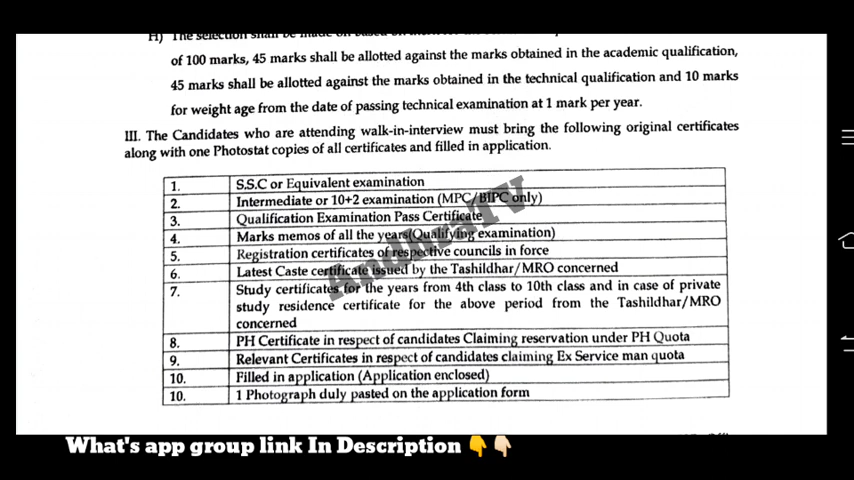 H) The selection shall be made
of 100 marks, 45 marks shall be allotted against the marks obtained in the academic qualification,
45 marks shall be allotted against the marks obtained in the technical qualification and 10 marks
for weight age from the date of passing technical examination at 1 mark per year.
III. The Candidates who are attending walk-in-interview must bring the following original certificates
along with one Photostat copies of all certificates and filled in application.
1. S.S.C or Equivalent examination
2. Intermediate or 10+2 examination (MPC/BIPC only)
3. Qualification Examination Pass Certificate
4. Marks memos of all the years(Qualifying examination)
5. Registration certificates of respective councils in force
6. Latest Caste certificate issued by the Tashildhar/MRO concerned
7. Study certificates for the years from 4th class to 10th class and in case of private
study residence certificate for the above period from the Tashildhar/MRO
concerned
8. PH Certificate in respect of candidates Claiming reservation under PH Quota
9. Relevant Certificates in respect of candidates claiming Ex Service man quota
10. Filled in application (Application enclosed)
10. 1 Photograph duly pasted on the application form
AndhraTV
What's app group link In Description 👇👇🏻